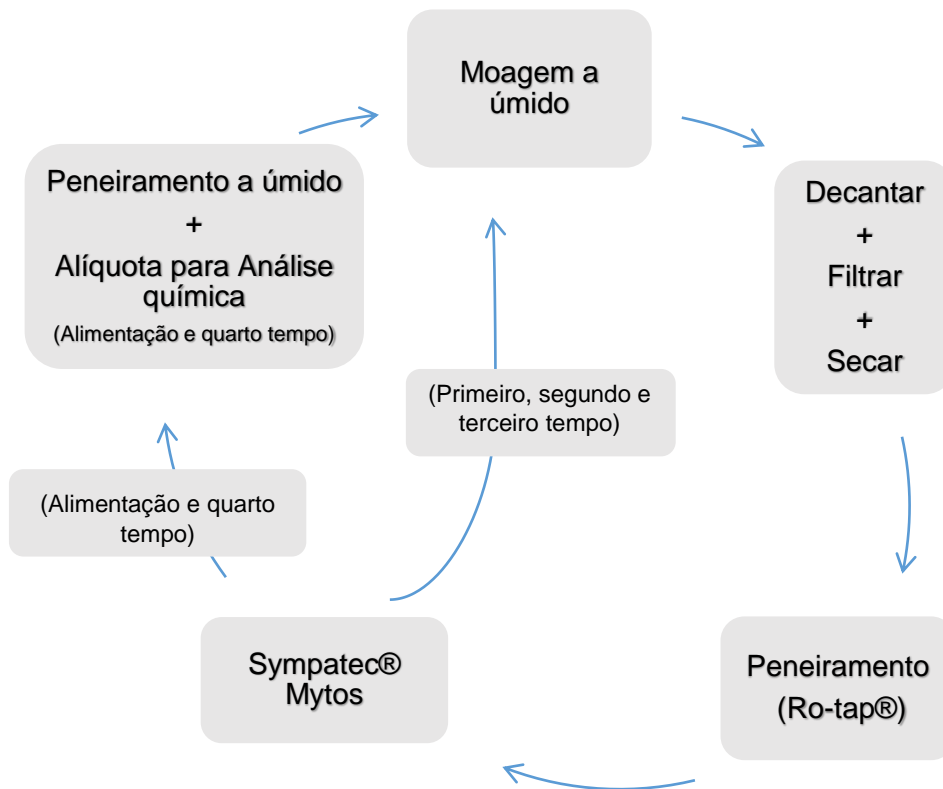 Moagem a
úmido
Peneiramento a úmido
+
Alíquota para Análise
química
(Alimentação e quarto tempo)
Decantar
+
Filtrar
+
Secar
(Primeiro, segundo e
terceiro tempo)
(Alimentação e quarto
tempo)
Sympatec®
Mytos
Peneiramento
(Ro-tap®)